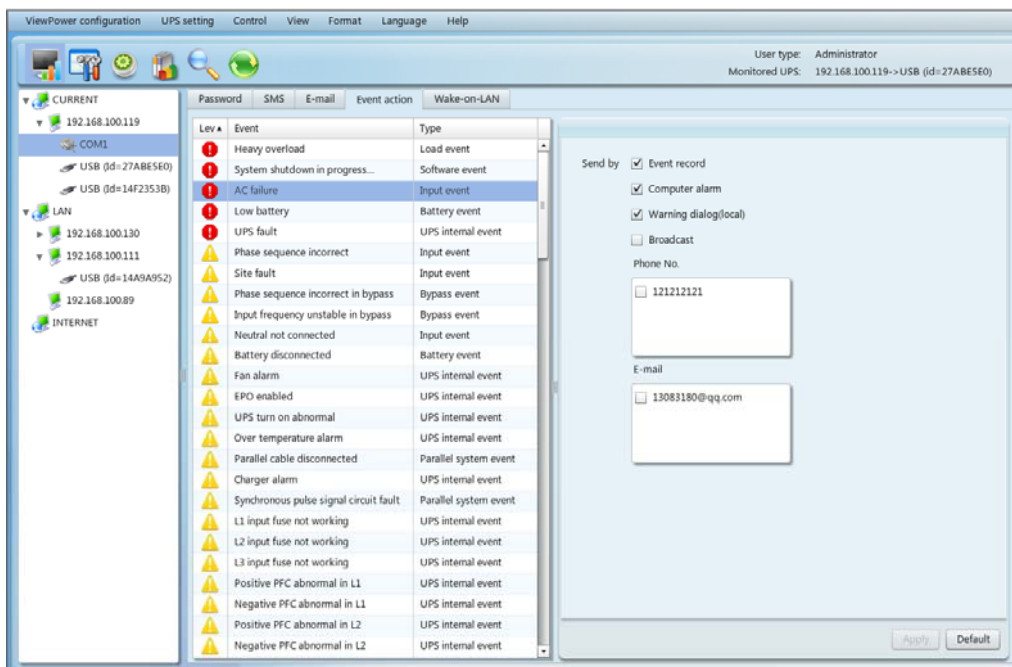 ViewPower configuration UPS setting Control View Format Language Help
User type: Administrator
Monitored UPS: 192.168.100.119->USB (id=27ABE5E0)
CURRENT
192.168.100.119
COM1
USB (Id=27ABE5E0)
USB (Id=14F2353B)
LAN
192.168.100.130
192.168.100.111
USB (Id=14A9A952)
192.168.100.89
INTERNET
Password SMS E-mail Event action Wake-on-LAN
Lev Event Type
Heavy overload Load event
System shutdown in progress... Software event
AC failure Input event
Low battery Battery event
UPS fault UPS internal event
Phase sequence incorrect Input event
Site fault Input event
Phase sequence incorrect in bypass Bypass event
Input frequency unstable in bypass Bypass event
Neutral not connected Input event
Battery disconnected Battery event
Fan alarm UPS internal event
EPO enabled UPS internal event
UPS turn on abnormal UPS internal event
Over temperature alarm UPS internal event
Parallel cable disconnected Parallel system event
Charger alarm UPS internal event
Synchronous pulse signal circuit fault Parallel system event
L1 input fuse not working UPS internal event
L2 input fuse not working UPS internal event
L3 input fuse not working UPS internal event
Positive PFC abnormal in L1 UPS internal event
Negative PFC abnormal in L1 UPS internal event
Positive PFC abnormal in L2 UPS internal event
Negative PFC abnormal in L2 UPS internal event
Send by Event record
Computer alarm
Warning dialog(local)
Broadcast
Phone No.
121212121
E-mail
13083180@qq.com
Apply Default